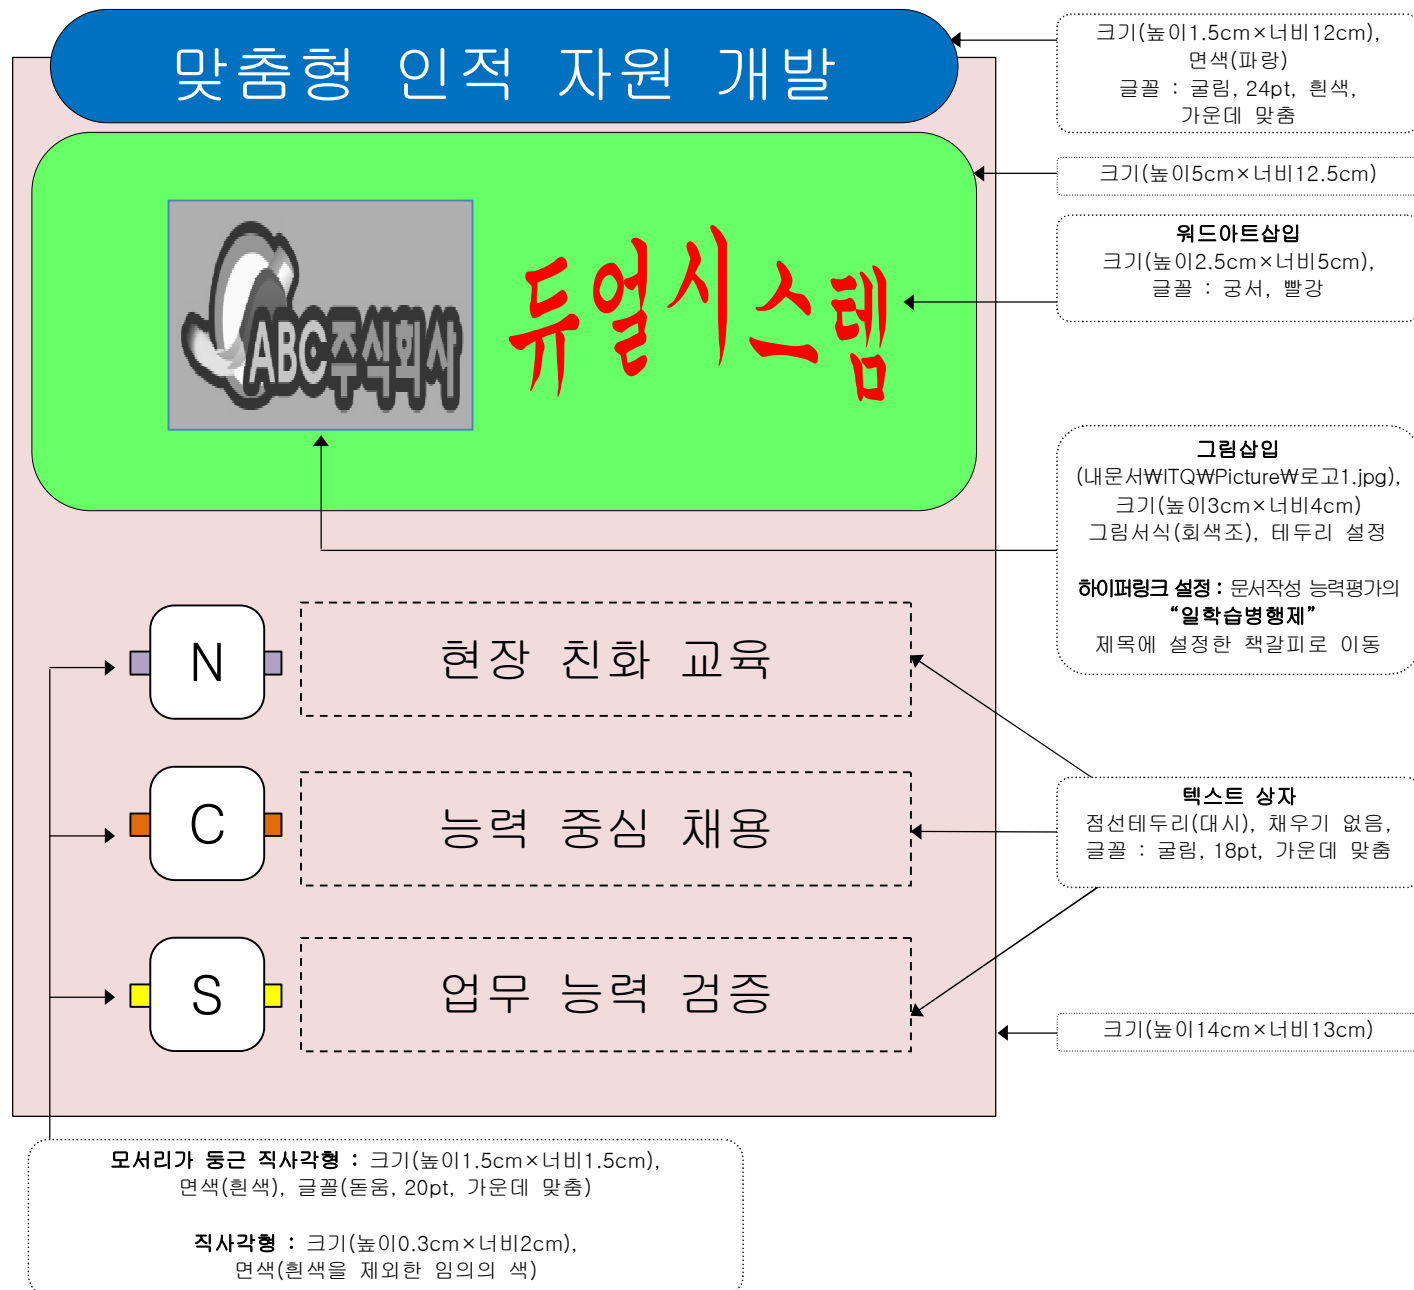 맞춤형 인적 자원 개발
크기(높이1.5cm×너비12cm),
면색(파랑)
글꼴 : 굴림, 24pt, 흰색,
가운데 맞춤
크기(높이5cm×너비12.5cm)
ABC주식회사
듀얼시스템
워드아트삽입
크기(높이2.5cm×너비5cm),
글꼴 : 궁서, 빨강
그림삽입
(내문서₩ITQ₩Picture₩로고1.jpg),
크기(높이3cm×너비4cm)
그림서식(회색조), 테두리 설정
하이퍼링크 설정 : 문서작성 능력평가의
“일학습병행제”
제목에 설정한 책갈피로 이동
N
현장 친화 교육
C
능력 중심 채용
텍스트 상자
점선테두리(대시), 채우기 없음,
글꼴 : 굴림, 18pt, 가운데 맞춤
S
업무 능력 검증
크기(높이14cm×너비13cm)
모서리가 둥근 직사각형 : 크기(높이1.5cm×너비1.5cm),
면색(흰색), 글꼴(돋움, 20pt, 가운데 맞춤)
직사각형 : 크기(높이0.3cm×너비2cm),
면색(흰색을 제외한 임의의 색)